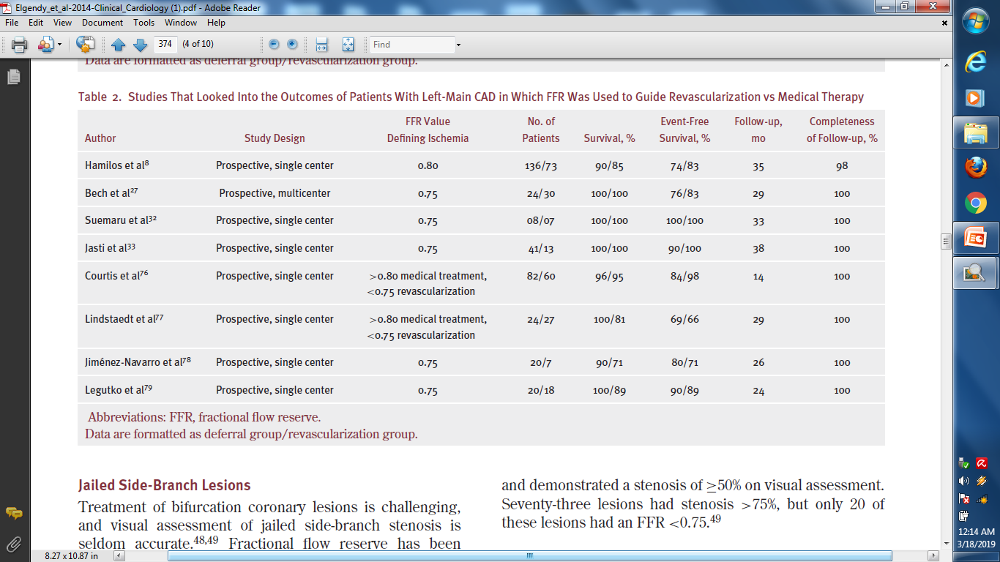 Elgendy_et_al-2014-Clinical_Cardiology (1).pdf - Adobe Reader
File Edit View Document Tools Window Help
374 (4 of 10) Find
Data are formatted as deferral group/revascularization group.
Table 2. Studies That Looked Into the Outcomes of Patients With Left-Main CAD in Which FFR Was Used to Guide Revascularization vs Medical Therapy
FFR Value No. of Event-Free Follow-up, Completeness
Author Study Design Defining Ischemia Patients Survival, % Survival, % mo of Follow-up, %
Hamilos et al8 Prospective, single center 0.80 136/73 90/85 74/83 35 98
Bech et al27 Prospective, multicenter 0.75 24/30 100/100 76/83 29 100
Suemaru et al32 Prospective, single center 0.75 08/07 100/100 100/100 33 100
Jasti et al33 Prospective, single center 0.75 41/13 100/100 90/100 38 100
Courtis et al76 Prospective, single center >0.80 medical treatment, 82/60 96/95 84/98 14 100
<0.75 revascularization
Lindstaedt et al77 Prospective, single center >0.80 medical treatment, 24/27 100/81 69/66 29 100
<0.75 revascularization
Jiménez-Navarro et al78 Prospective, single center 0.75 20/7 90/71 80/71 26 100
Legutko et al79 Prospective, single center 0.75 20/18 100/89 90/89 24 100
Abbreviations: FFR, fractional flow reserve.
Data are formatted as deferral group/revascularization group.
Jailed Side-Branch Lesions
Treatment of bifurcation coronary lesions is challenging,
and visual assessment of jailed side-branch stenosis is
seldom accurate.48,49 Fractional flow reserve has been
and demonstrated a stenosis of ≥50% on visual assessment.
Seventy-three lesions had stenosis >75%, but only 20 of
these lesions had an FFR <0.75.49
8.27 x 10.87 in
12:14 AM
3/18/2019